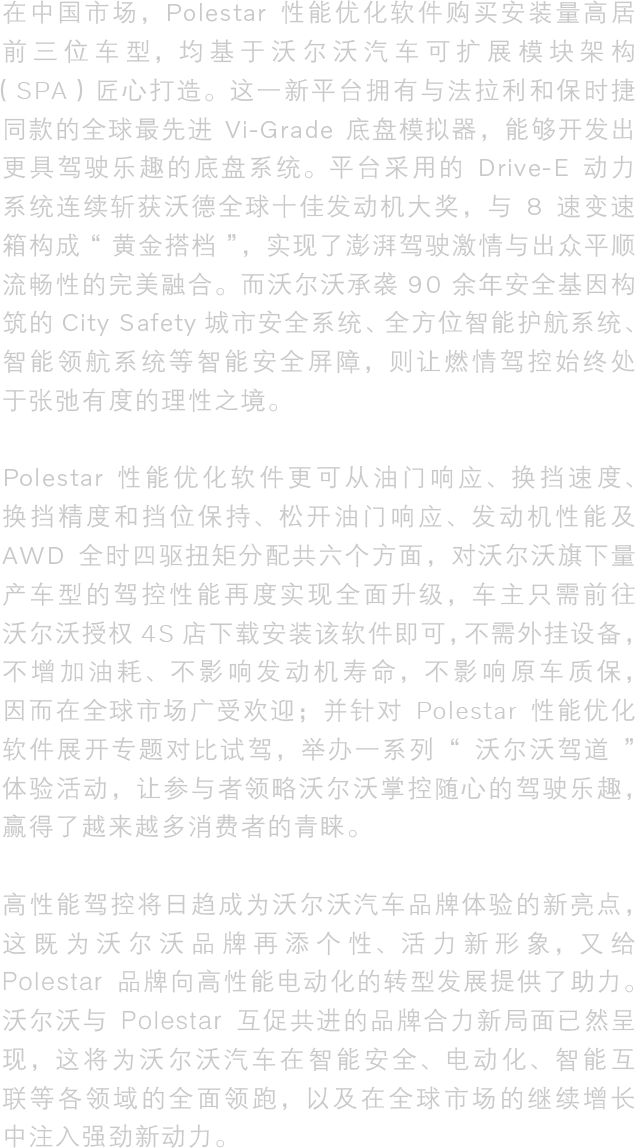 在中国市场，Polestar 性能优化软件购买安装量高居
前三位车型，均基于沃尔沃汽车可扩展模块架构
（SPA）匠心打造。这一新平台拥有与法拉利和保时捷
同款的全球最先进 Vi-Grade 底盘模拟器，能够开发出
更具驾驶乐趣的底盘系统。平台采用的 Drive-E 动力
系统连续斩获沃德全球十佳发动机大奖，与 8 速变速
箱构成“ 黄金搭档 ”，实现了澎湃驾驶激情与出众平顺
流畅性的完美融合。而沃尔沃承袭 90 余年安全基因构
筑的 City Safety 城市安全系统、全方位智能护航系统、
智能领航系统等智能安全屏障，则让燃情驾控始终处
于张弛有度的理性之境。
Polestar 性能优化软件更可从油门响应、换挡速度、
换挡精度和挡位保持、松开油门响应、发动机性能及
AWD 全时四驱扭矩分配共六个方面，对沃尔沃旗下量
产车型的驾控性能再度实现全面升级，车主只需前往
沃尔沃授权 4S 店下载安装该软件即可，不需外挂设备，
不增加油耗、不影响发动机寿命，不影响原车质保，
因而在全球市场广受欢迎；并针对 Polestar 性能优化
软件展开专题对比试驾，举办一系列“ 沃尔沃驾道 ”
体验活动，让参与者领略沃尔沃掌控随心的驾驶乐趣，
赢得了越来越多消费者的青睐。
高性能驾控将日趋成为沃尔沃汽车品牌体验的新亮点，
这既为沃尔沃品牌再添个性、活力新形象，又给
Polestar 品牌向高性能电动化的转型发展提供了助力。
沃尔沃与 Polestar 互促共进的品牌合力新局面已然呈
现，这将为沃尔沃汽车在智能安全、电动化、智能互
联等各领域的全面领跑，以及在全球市场的继续增长
中注入强劲新动力。